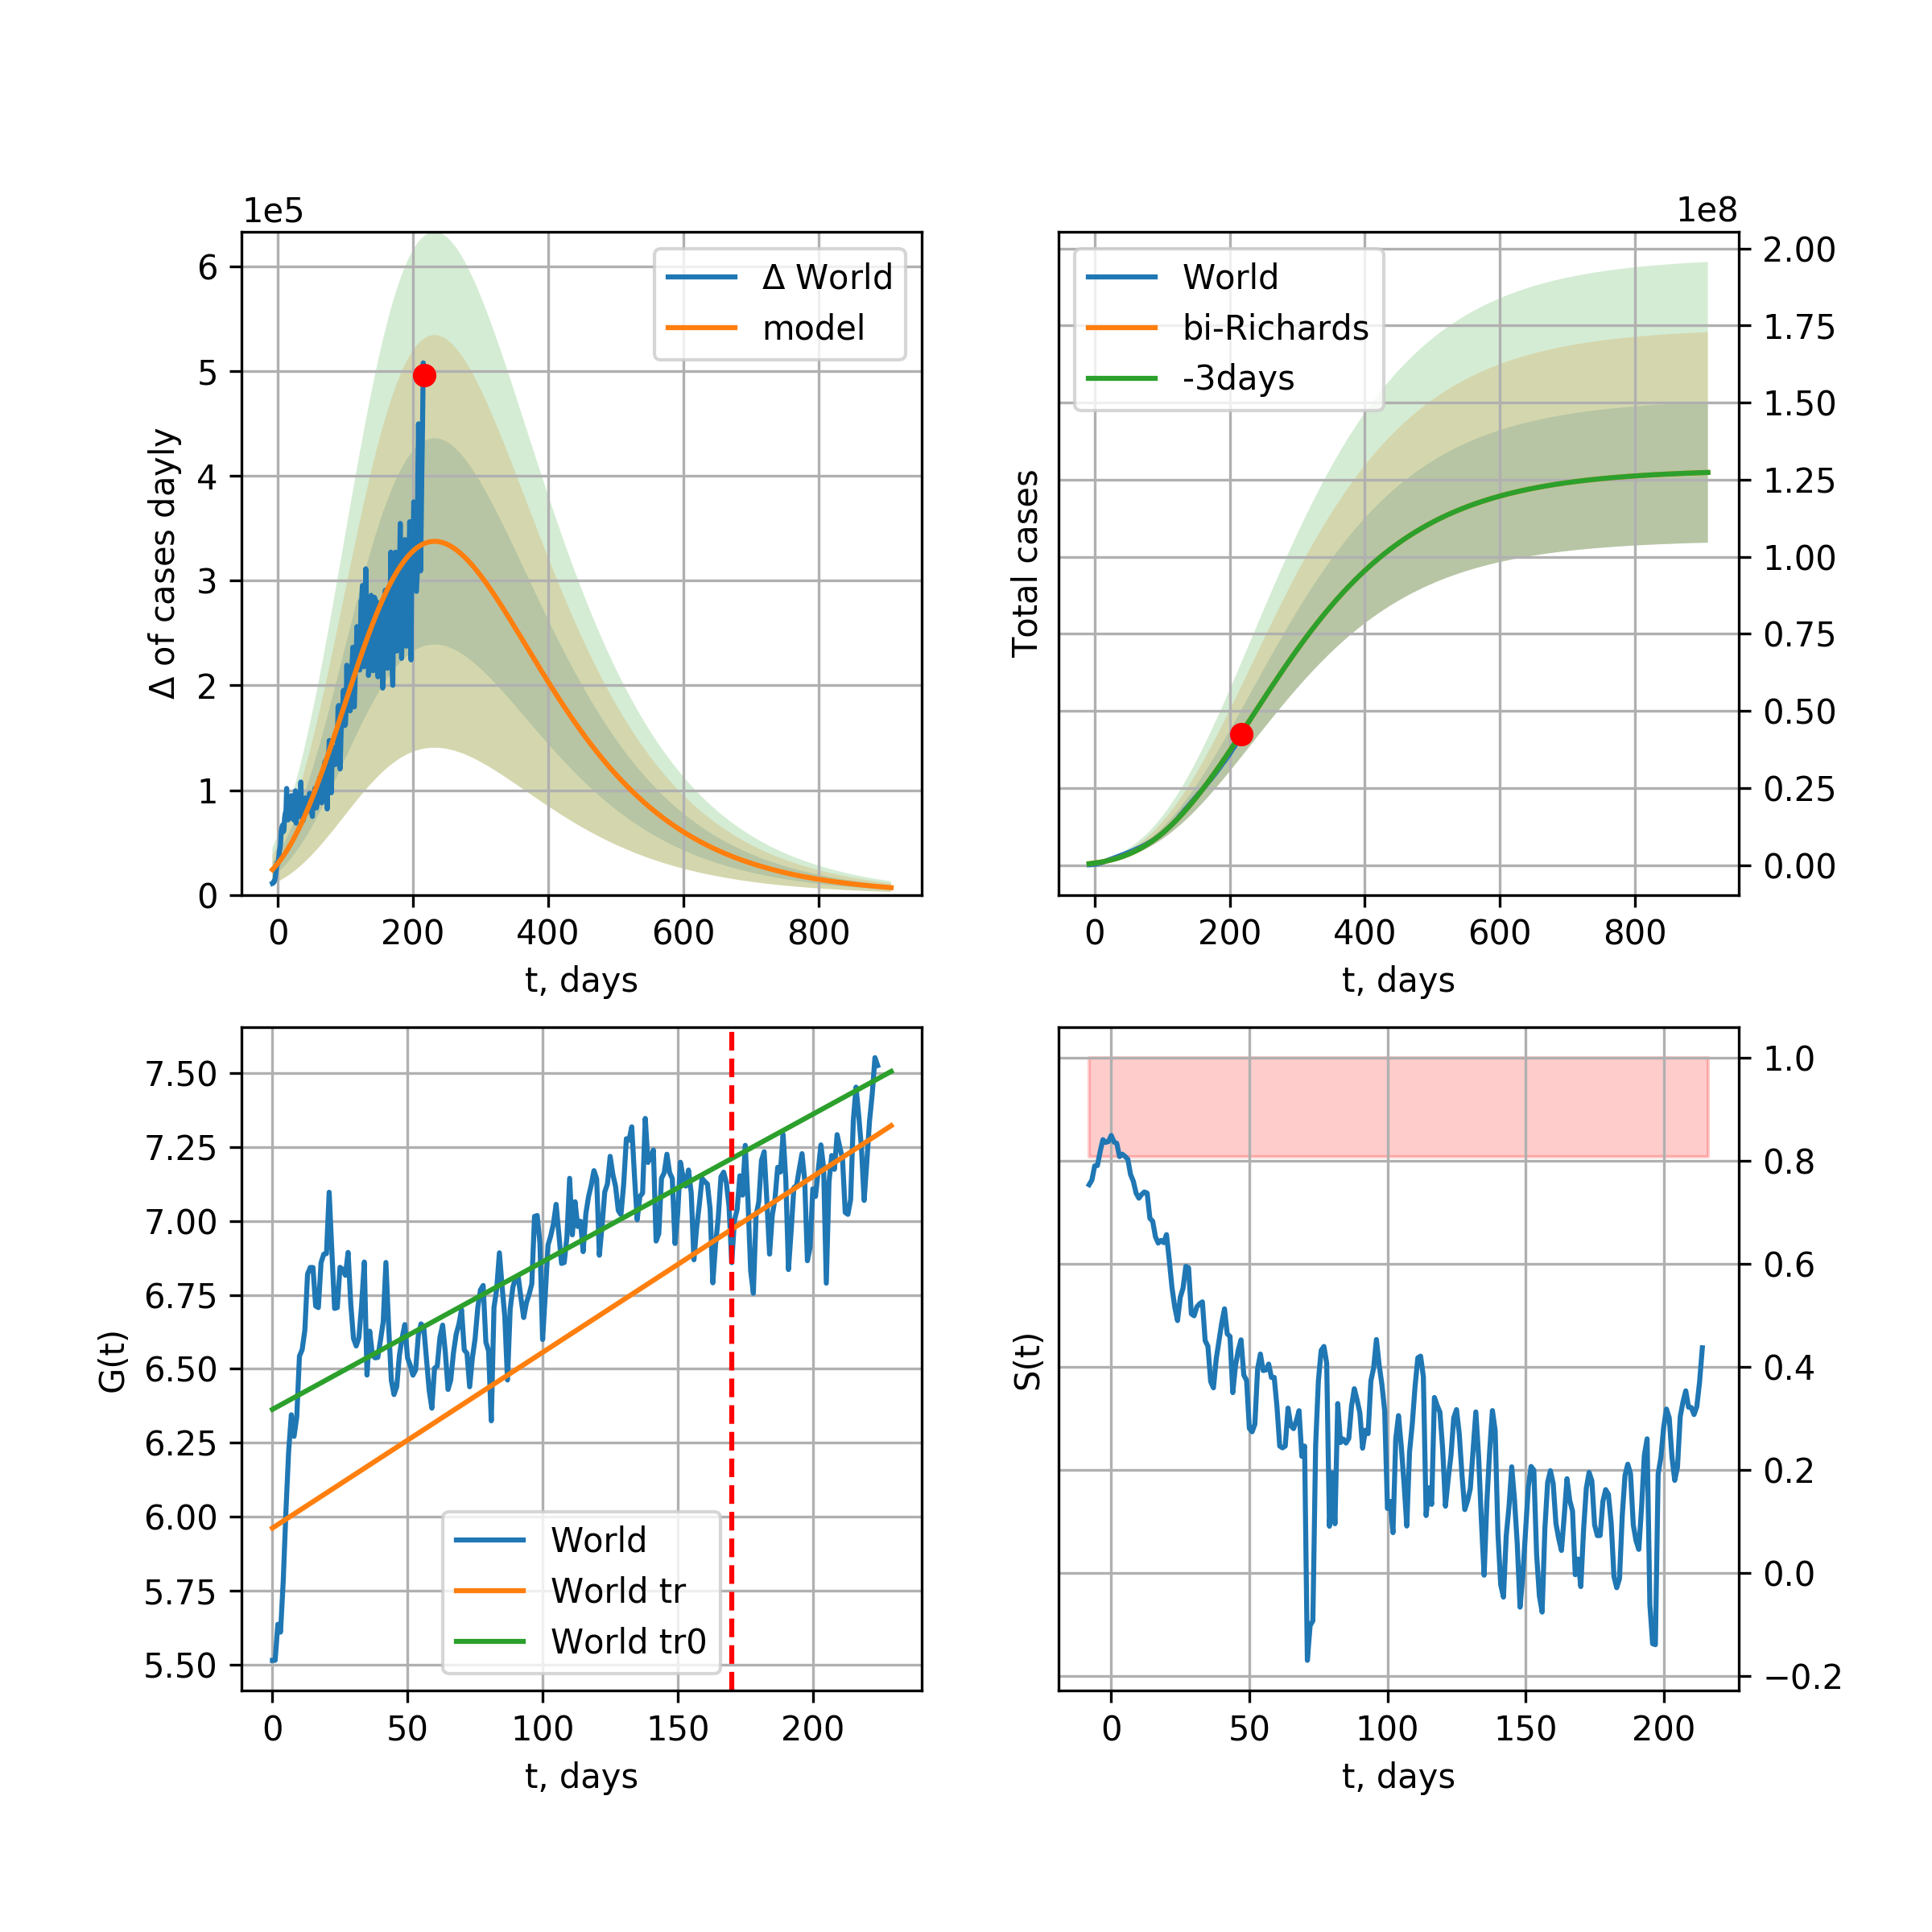 1e5
6
5
4
3
2
1
0
Δ of cases dayly
0 200 400 600 800
t, days
Δ World
model
1e8
2.00
1.75
1.50
1.25
1.00
0.75
0.50
0.25
0.00
Total cases
0 200 400 600 800
t, days
World
bi-Richards
-3days
7.50
7.25
7.00
6.75
6.50
6.25
6.00
5.75
5.50
G(t)
0 50 100 150 200
t, days
World
World tr
World tr0
1.0
0.8
0.6
0.4
0.2
0.0
−0.2
S(t)
0 50 100 150 200
t, days